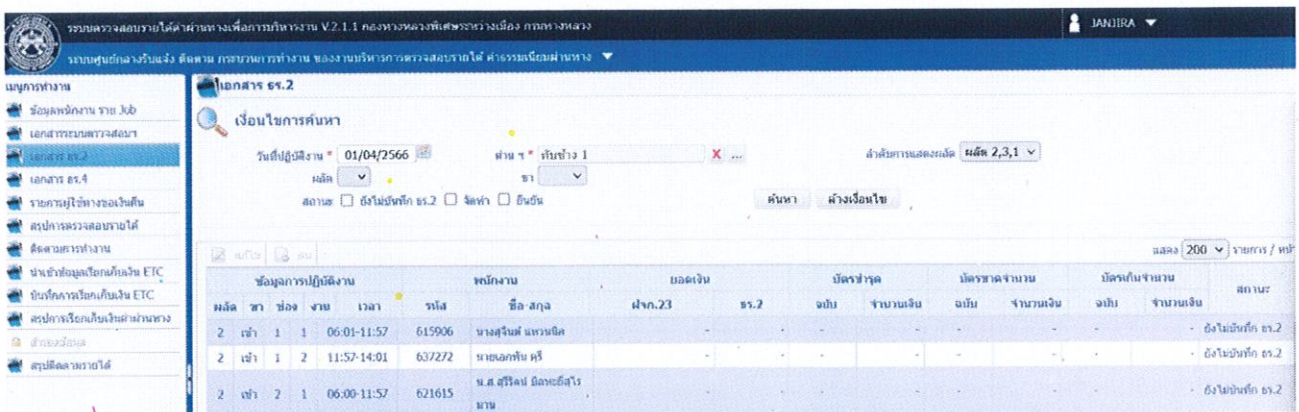 ระบบตรวจสอบรายได้ค่าผ่านทางเพื่อการบริหารงาน V.2.1.1 กองทางหลวงพิเศษระหว่างเมือง กรมทางหลวง
JANJIRA
ระบบศูนย์กลางรับแจ้ง ติดตาม กระบวนการทำงาน ของงานบริหารการตรวจสอบรายได้ ค่าธรรมเนียมผ่านทาง
เมนูการทำงาน
เอกสาร ธร.2
ข้อมูลพนักงาน ราย Job
เอกสารระบบตรวจสอบฯ
เอกสาร ธร.2
เอกสาร ธร.4
รายการผู้ใช้ทางขอเงินคืน
สรุปการตรวจสอบรายได้
ติดตามการทำงาน
นำเข้าข้อมูลเรียกเก็บเงิน ETC
บันทึกการเรียกเก็บเงิน ETC
สรุปการเรียกเก็บเงินค่าผ่านทาง
สำรองข้อมูล
สรุปติดตามรายได้
เงื่อนไขการค้นหา
วันที่ปฏิบัติงาน * 01/04/2566 ด่าน ฯ * ทับช้าง 1 X ... ลำดับการแสดงผลัด ผลัด 2,3,1
ผลัด ขา
สถานะ ยังไม่บันทึก ธร.2 จัดทำ ยืนยัน ค้นหา ล้างเงื่อนไข
แก้ไข ลบ แสดง 200 รายการ /
ข้อมูลการปฏิบัติงาน พนักงาน ยอดเงิน บัตรชำรุด บัตรขาดจำนวน บัตรเกินจำนวน สถานะ
ผลัด ขา ช่อง งาน เวลา รหัส ชื่อ-สกุล ฝจก.23 ธร.2 ฉบับ จำนวนเงิน ฉบับ จำนวนเงิน ฉบับ จำนวนเงิน
2 เข้า 1 1 06:01-11:57 615906 - - - - - - - - ยังไม่บันทึก ธร.2
2 เข้า 1 2 11:57-14:01 637272 - - - - - - - - ยังไม่บันทึก ธร.2
2 เข้า 2 1 06:00-11:57 621615 น.ส. - - - - - - - - ยังไม่บันทึก ธร.2